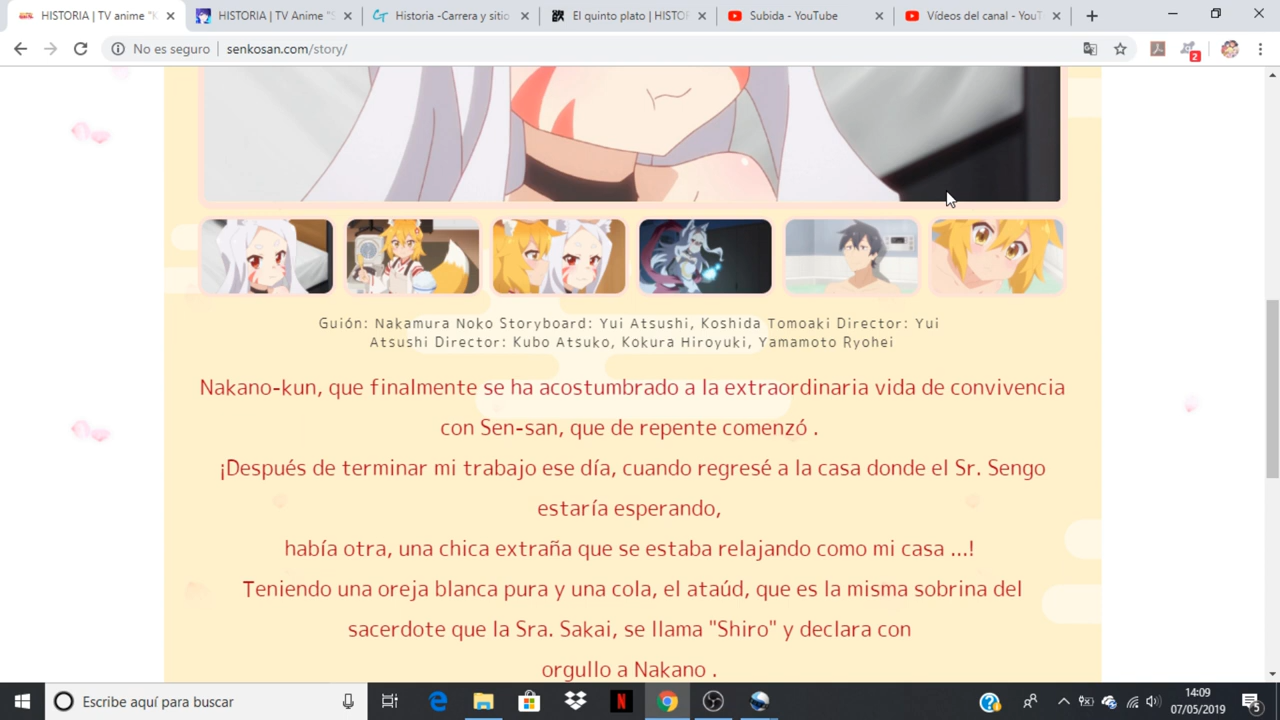 HISTORIA | TV anime "K
HISTORIA | TV Anime "S
Historia -Carrera y sitio
El quinto plato | HISTOR
Subida - YouTube
Vídeos del canal - YouT
No es seguro
senkosan.com/story/
2
Guión: Nakamura Noko Storyboard: Yui Atsushi, Koshida Tomoaki Director: Yui
Atsushi Director: Kubo Atsuko, Kokura Hiroyuki, Yamamoto Ryohei
Nakano-kun, que finalmente se ha acostumbrado a la extraordinaria vida de convivencia
con Sen-san, que de repente comenzó .
¡Después de terminar mi trabajo ese día, cuando regresé a la casa donde el Sr. Sengo
estaría esperando,
había otra, una chica extraña que se estaba relajando como mi casa ...!
Teniendo una oreja blanca pura y una cola, el ataúd, que es la misma sobrina del
sacerdote que la Sra. Sakai, se llama "Shiro" y declara con
orgullo a Nakano .
Escribe aquí para buscar
14:09
07/05/2019
5